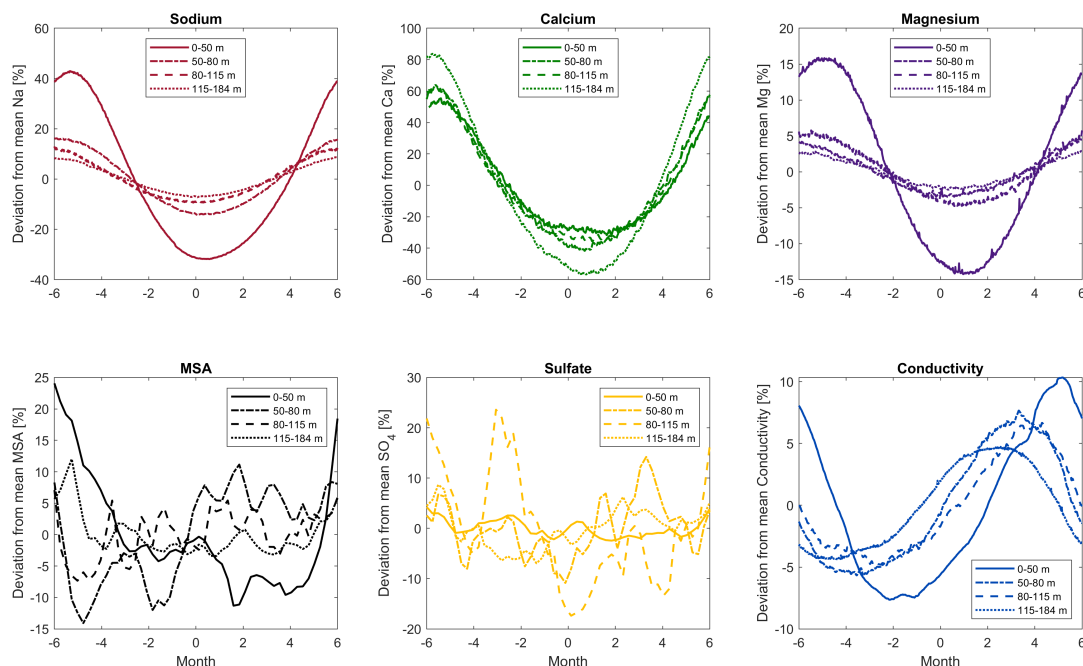 Sodium
Deviation from mean Na [%]
60
40
20
0
-20
-40
-6 -4 -2 0 2 4 6
0-50 m
50-80 m
80-115 m
115-184 m
Calcium
Deviation from mean Ca [%]
100
80
60
40
20
0
-20
-40
-60
-6 -4 -2 0 2 4 6
0-50 m
50-80 m
80-115 m
115-184 m
Magnesium
Deviation from mean Mg [%]
20
15
10
5
0
-5
-10
-15
-6 -4 -2 0 2 4 6
0-50 m
50-80 m
80-115 m
115-184 m
MSA
Deviation from mean MSA [%]
25
20
15
10
5
0
-5
-10
-15
-6 -4 -2 0 2 4 6
Month
0-50 m
50-80 m
80-115 m
115-184 m
Sulfate
Deviation from mean SO4 [%]
30
20
10
0
-10
-20
-6 -4 -2 0 2 4 6
Month
0-50 m
50-80 m
80-115 m
115-184 m
Conductivity
Deviation from mean Conductivity [%]
10
5
0
-5
-10
-6 -4 -2 0 2 4 6
Month
0-50 m
50-80 m
80-115 m
115-184 m